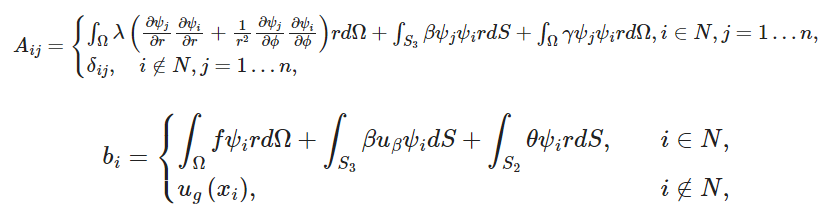 A_{ij} = \begin{cases} \int_{\Omega} \lambda \left( \frac{\partial \psi_j}{\partial r} \frac{\partial \psi_i}{\partial r} + \frac{1}{r^2} \frac{\partial \psi_j}{\partial \phi} \frac{\partial \psi_i}{\partial \phi} \right) r d\Omega + \int_{S_3} \beta \psi_j \psi_i r dS + \int_{\Omega} \gamma \psi_j \psi_i r d\Omega, i \in N, j = 1 \ldots n, \\ \delta_{ij}, \quad i \notin N, j = 1 \ldots n, \end{cases}
b_i = \begin{cases} \int_{\Omega} f \psi_i r d\Omega + \int_{S_3} \beta u_{\beta} \psi_i dS + \int_{S_2} \theta \psi_i r dS, & i \in N, \\ u_g (x_i), & i \notin N, \end{cases}